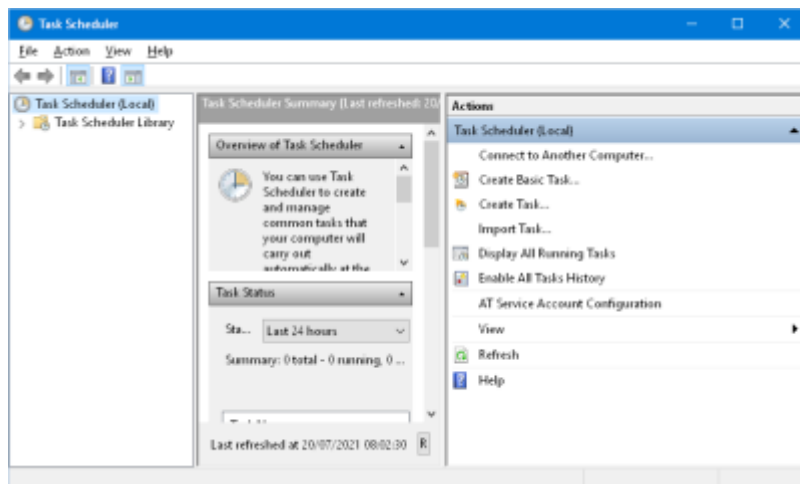 Task Scheduler
File Action View Help
Task Scheduler (Local)
Task Scheduler Library
Task Scheduler Summary (Last refreshed: 20/
Overview of Task Scheduler
You can use Task
Scheduler to create
and manage
common tasks that
your computer will
carry out
automatically at the
Task Status
Sta... Last 24 hours
Summary: 0 total - 0 running, 0 ...
Last refreshed at 20/07/2021 08:02:30 R
Actions
Task Scheduler (Local)
Connect to Another Computer...
Create Basic Task...
Create Task...
Import Task...
Display All Running Tasks
Enable All Tasks History
AT Service Account Configuration
View
Refresh
Help